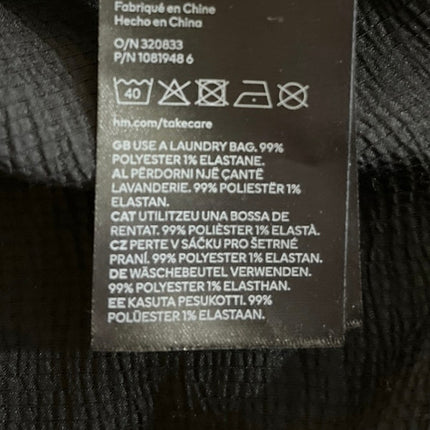 Fabriqué en Chine
Hecho en China
O/N 320833
P/N 1081948 6
40
hm.com/takecare
GB USE A LAUNDRY BAG. 99%
POLYESTER 1% ELASTANE.
AL PËRDORNI NJË ÇANTË
LAVANDERIE. 99% POLIESTËR 1%
ELASTAN.
CAT UTILITZEU UNA BOSSA DE
RENTAT. 99% POLIÈSTER 1% ELASTÀ.
CZ PERTE V SÁČKU PRO ŠETRNÉ
PRANÍ. 99% POLYESTER 1% ELASTAN.
DE WÄSCHEBEUTEL VERWENDEN.
99% POLYESTER 1% ELASTHAN.
EE KASUTA PESUKOTTI. 99%
POLÜESTER 1% ELASTAAN.